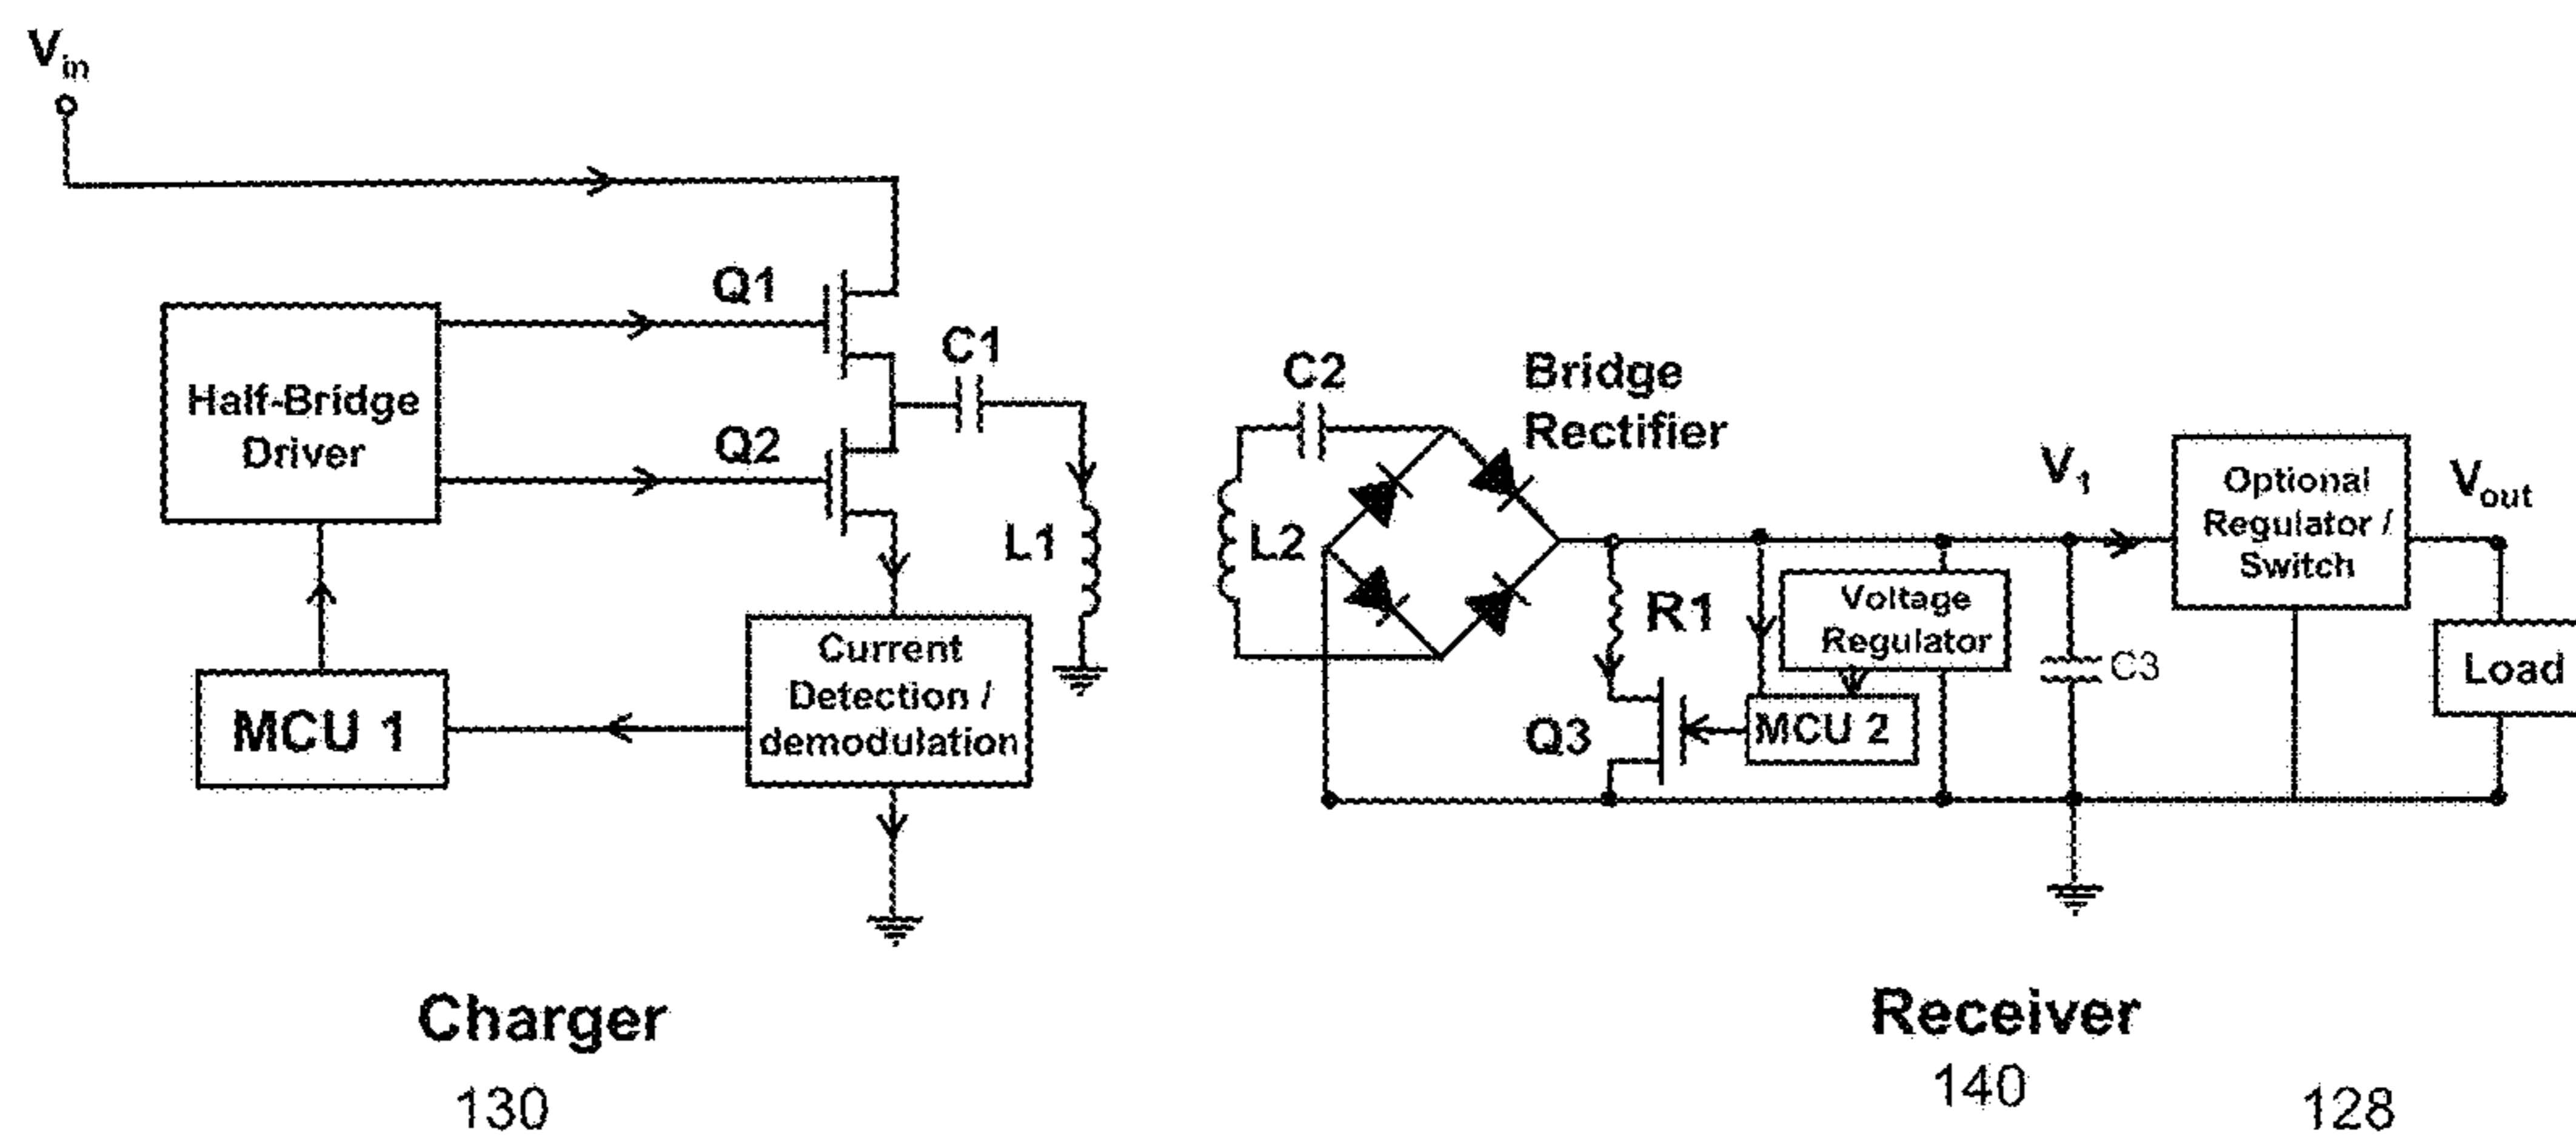 Vin
Q1
Half-Bridge
Driver
Q2
C1
L1
MCU 1
Current
Detection /
demodulation
Charger
130
C2
Bridge
Rectifier
L2
R1
Q3
Voltage
Regulator
MCU 2
V1
C3
Optional
Regulator /
Switch
Vout
Load
Receiver
140
128